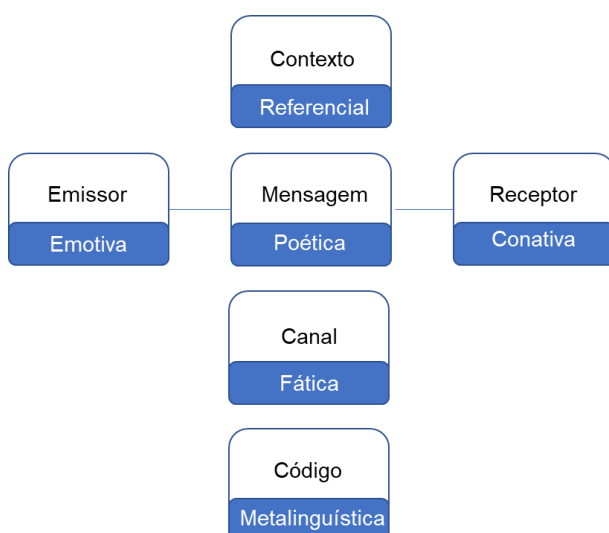 Contexto
Referencial
Emissor
Emotiva
Mensagem
Poética
Receptor
Conativa
Canal
Fática
Código
Metalinguística